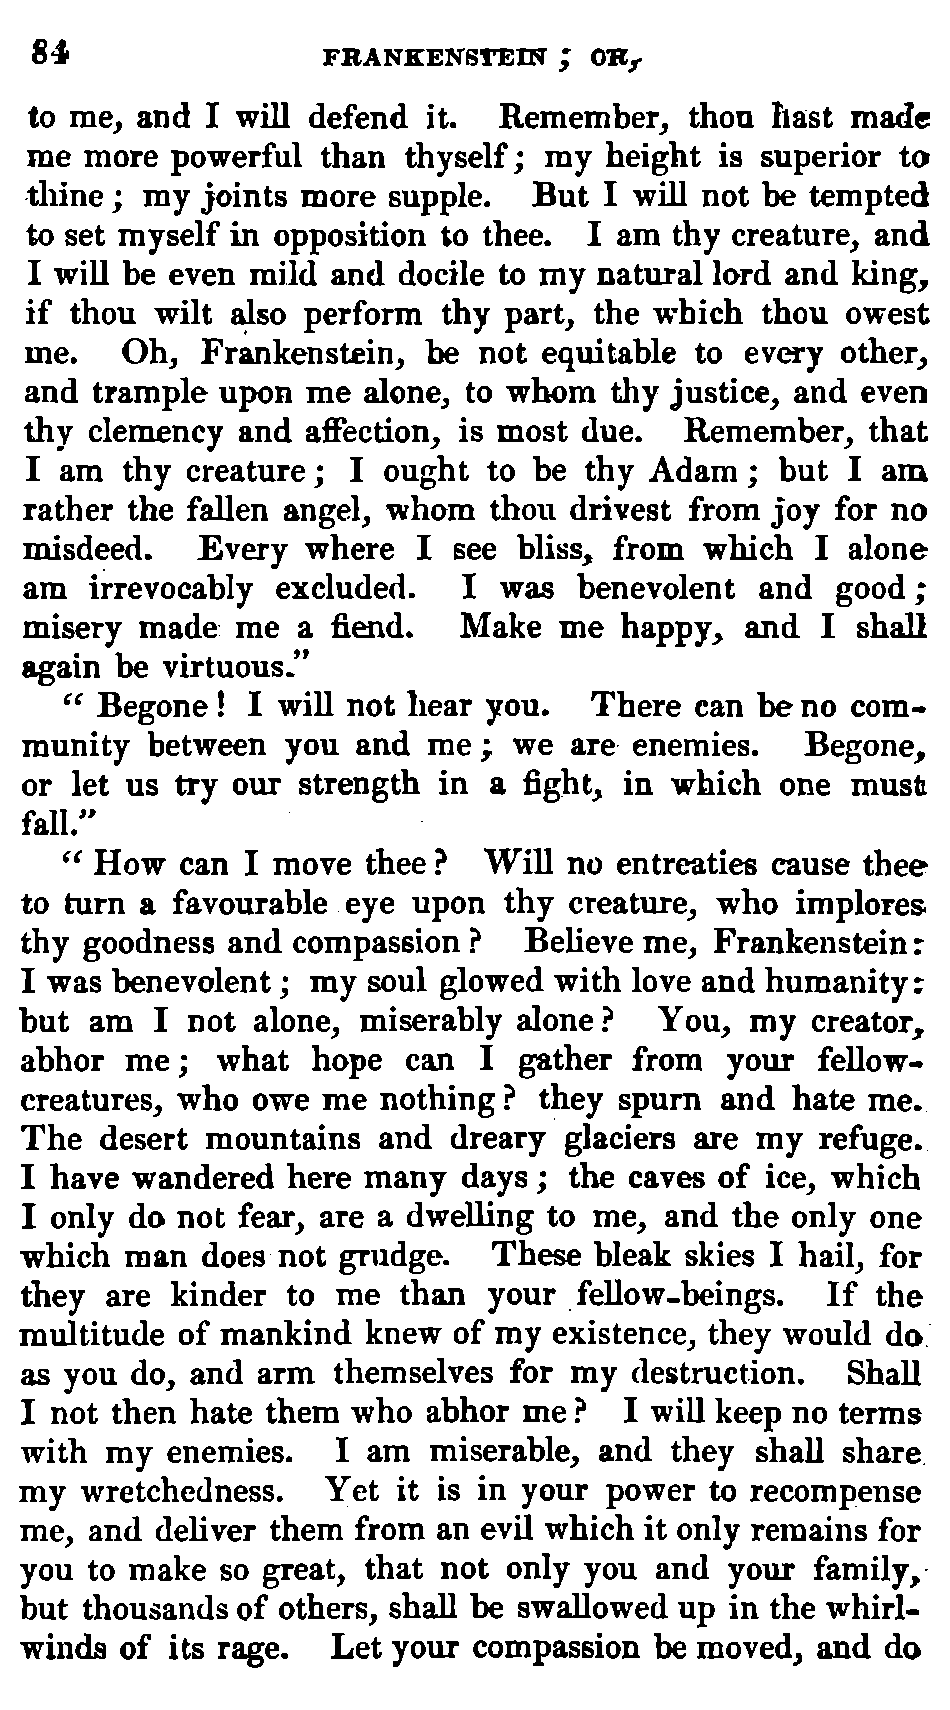 84 FRANKENSTEIN ; OR,
to me, and I will defend it. Remember, thou hast made
me more powerful than thyself; my height is superior to
thine ; my joints more supple. But I will not be tempted
to set myself in opposition to thee. I am thy creature, and
I will be even mild and docile to my natural lord and king,
if thou wilt also perform thy part, the which thou owest
me. Oh, Frankenstein, be not equitable to every other,
and trample upon me alone, to whom thy justice, and even
thy clemency and affection, is most due. Remember, that
I am thy creature ; I ought to be thy Adam ; but I am
rather the fallen angel, whom thou drivest from joy for no
misdeed. Every where I see bliss, from which I alone
am irrevocably excluded. I was benevolent and good ;
misery made me a fiend. Make me happy, and I shall
again be virtuous."
" Begone ! I will not hear you. There can be no com-
munity between you and me ; we are enemies. Begone,
or let us try our strength in a fight, in which one must
fall."
" How can I move thee ? Will no entreaties cause thee
to turn a favourable eye upon thy creature, who implores
thy goodness and compassion ? Believe me, Frankenstein :
I was benevolent ; my soul glowed with love and humanity :
but am I not alone, miserably alone ? You, my creator,
abhor me ; what hope can I gather from your fellow-
creatures, who owe me nothing ? they spurn and hate me.
The desert mountains and dreary glaciers are my refuge.
I have wandered here many days ; the caves of ice, which
I only do not fear, are a dwelling to me, and the only one
which man does not grudge. These bleak skies I hail, for
they are kinder to me than your fellow-beings. If the
multitude of mankind knew of my existence, they would do
as you do, and arm themselves for my destruction. Shall
I not then hate them who abhor me ? I will keep no terms
with my enemies. I am miserable, and they shall share
my wretchedness. Yet it is in your power to recompense
me, and deliver them from an evil which it only remains for
you to make so great, that not only you and your family,
but thousands of others, shall be swallowed up in the whirl-
winds of its rage. Let your compassion be moved, and do